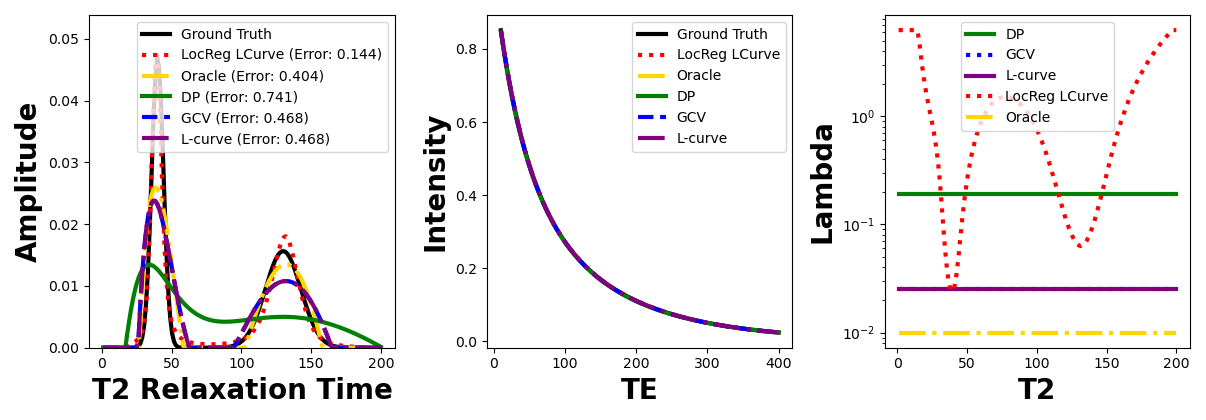 Amplitude
0.05
0.04
0.03
0.02
0.01
0.00
Ground Truth
LocReg LCurve (Error: 0.144)
Oracle (Error: 0.404)
DP (Error: 0.741)
GCV (Error: 0.468)
L-curve (Error: 0.468)
0 50 100 150 200
T2 Relaxation Time
Intensity
0.8
0.6
0.4
0.2
0.0
Ground Truth
LocReg LCurve
Oracle
DP
GCV
L-curve
0 100 200 300 400
TE
Lambda
10⁰
10⁻¹
10⁻²
DP
GCV
L-curve
LocReg LCurve
Oracle
0 50 100 150 200
T2